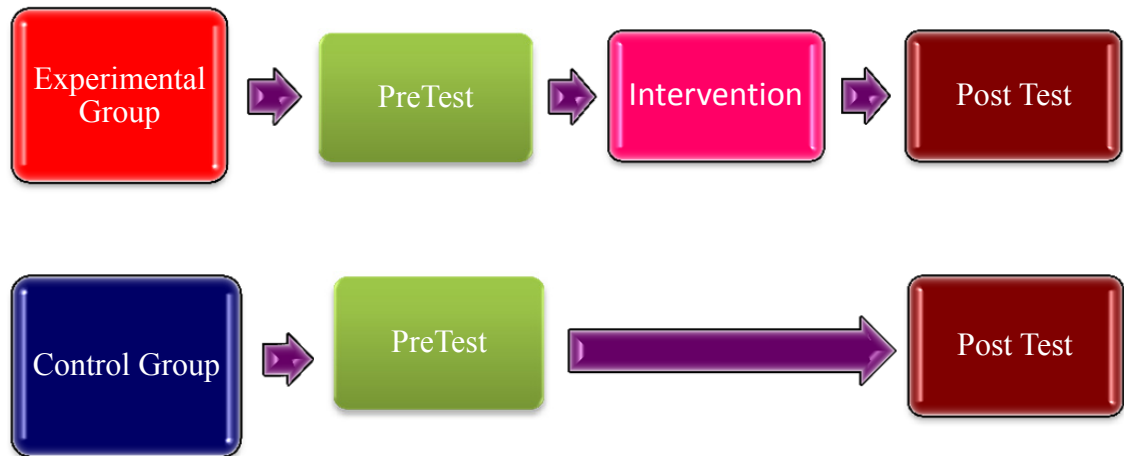 Experimental
Group
PreTest
Intervention
Post Test
Control Group
PreTest
Post Test